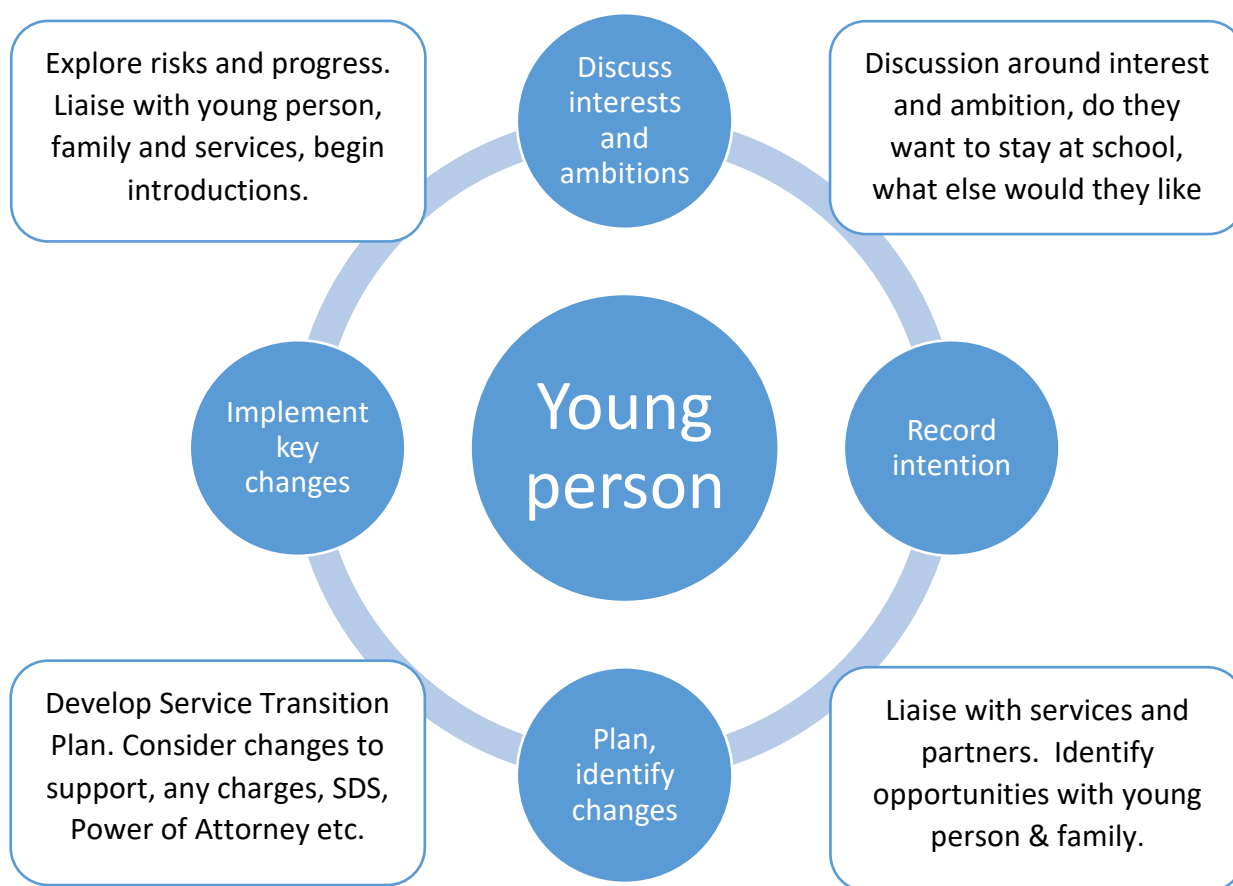 Explore risks and progress.
Liaise with young person,
family and services, begin
introductions.
Discuss
interests
and
ambitions
Discussion around interest
and ambition, do they
want to stay at school,
what else would they like
Implement
key
changes
Young
person
Record
intention
Develop Service Transition
Plan. Consider changes to
support, any charges, SDS,
Power of Attorney etc.
Plan,
identify
changes
Liaise with services and
partners.  Identify
opportunities with young
person & family.